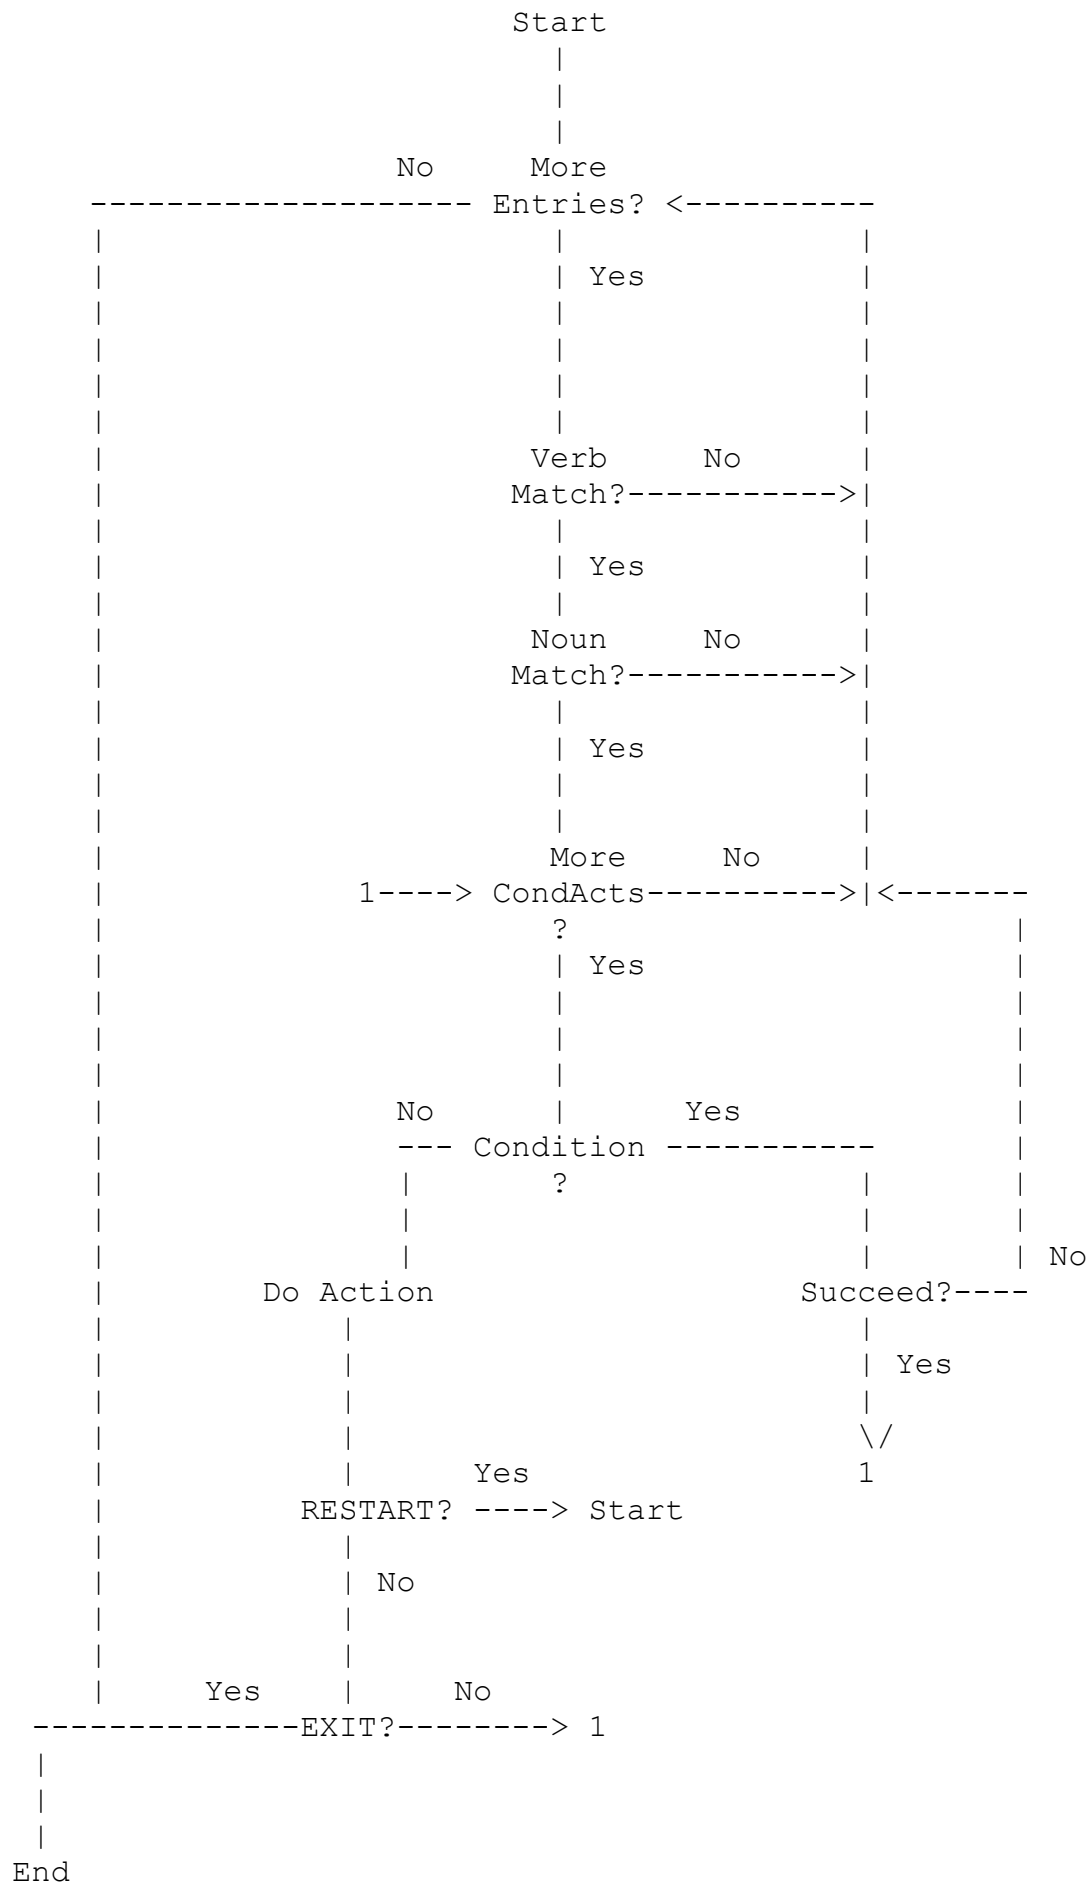 Start
No More
Entries?
Yes
Verb No
Match?
Yes
Noun No
Match?
Yes
More No
1----> CondActs
?
Yes
No Yes
Condition
?
No
Do Action Succeed?
Yes
Yes 1
RESTART? ----> Start
No
Yes No
EXIT?--------> 1
End